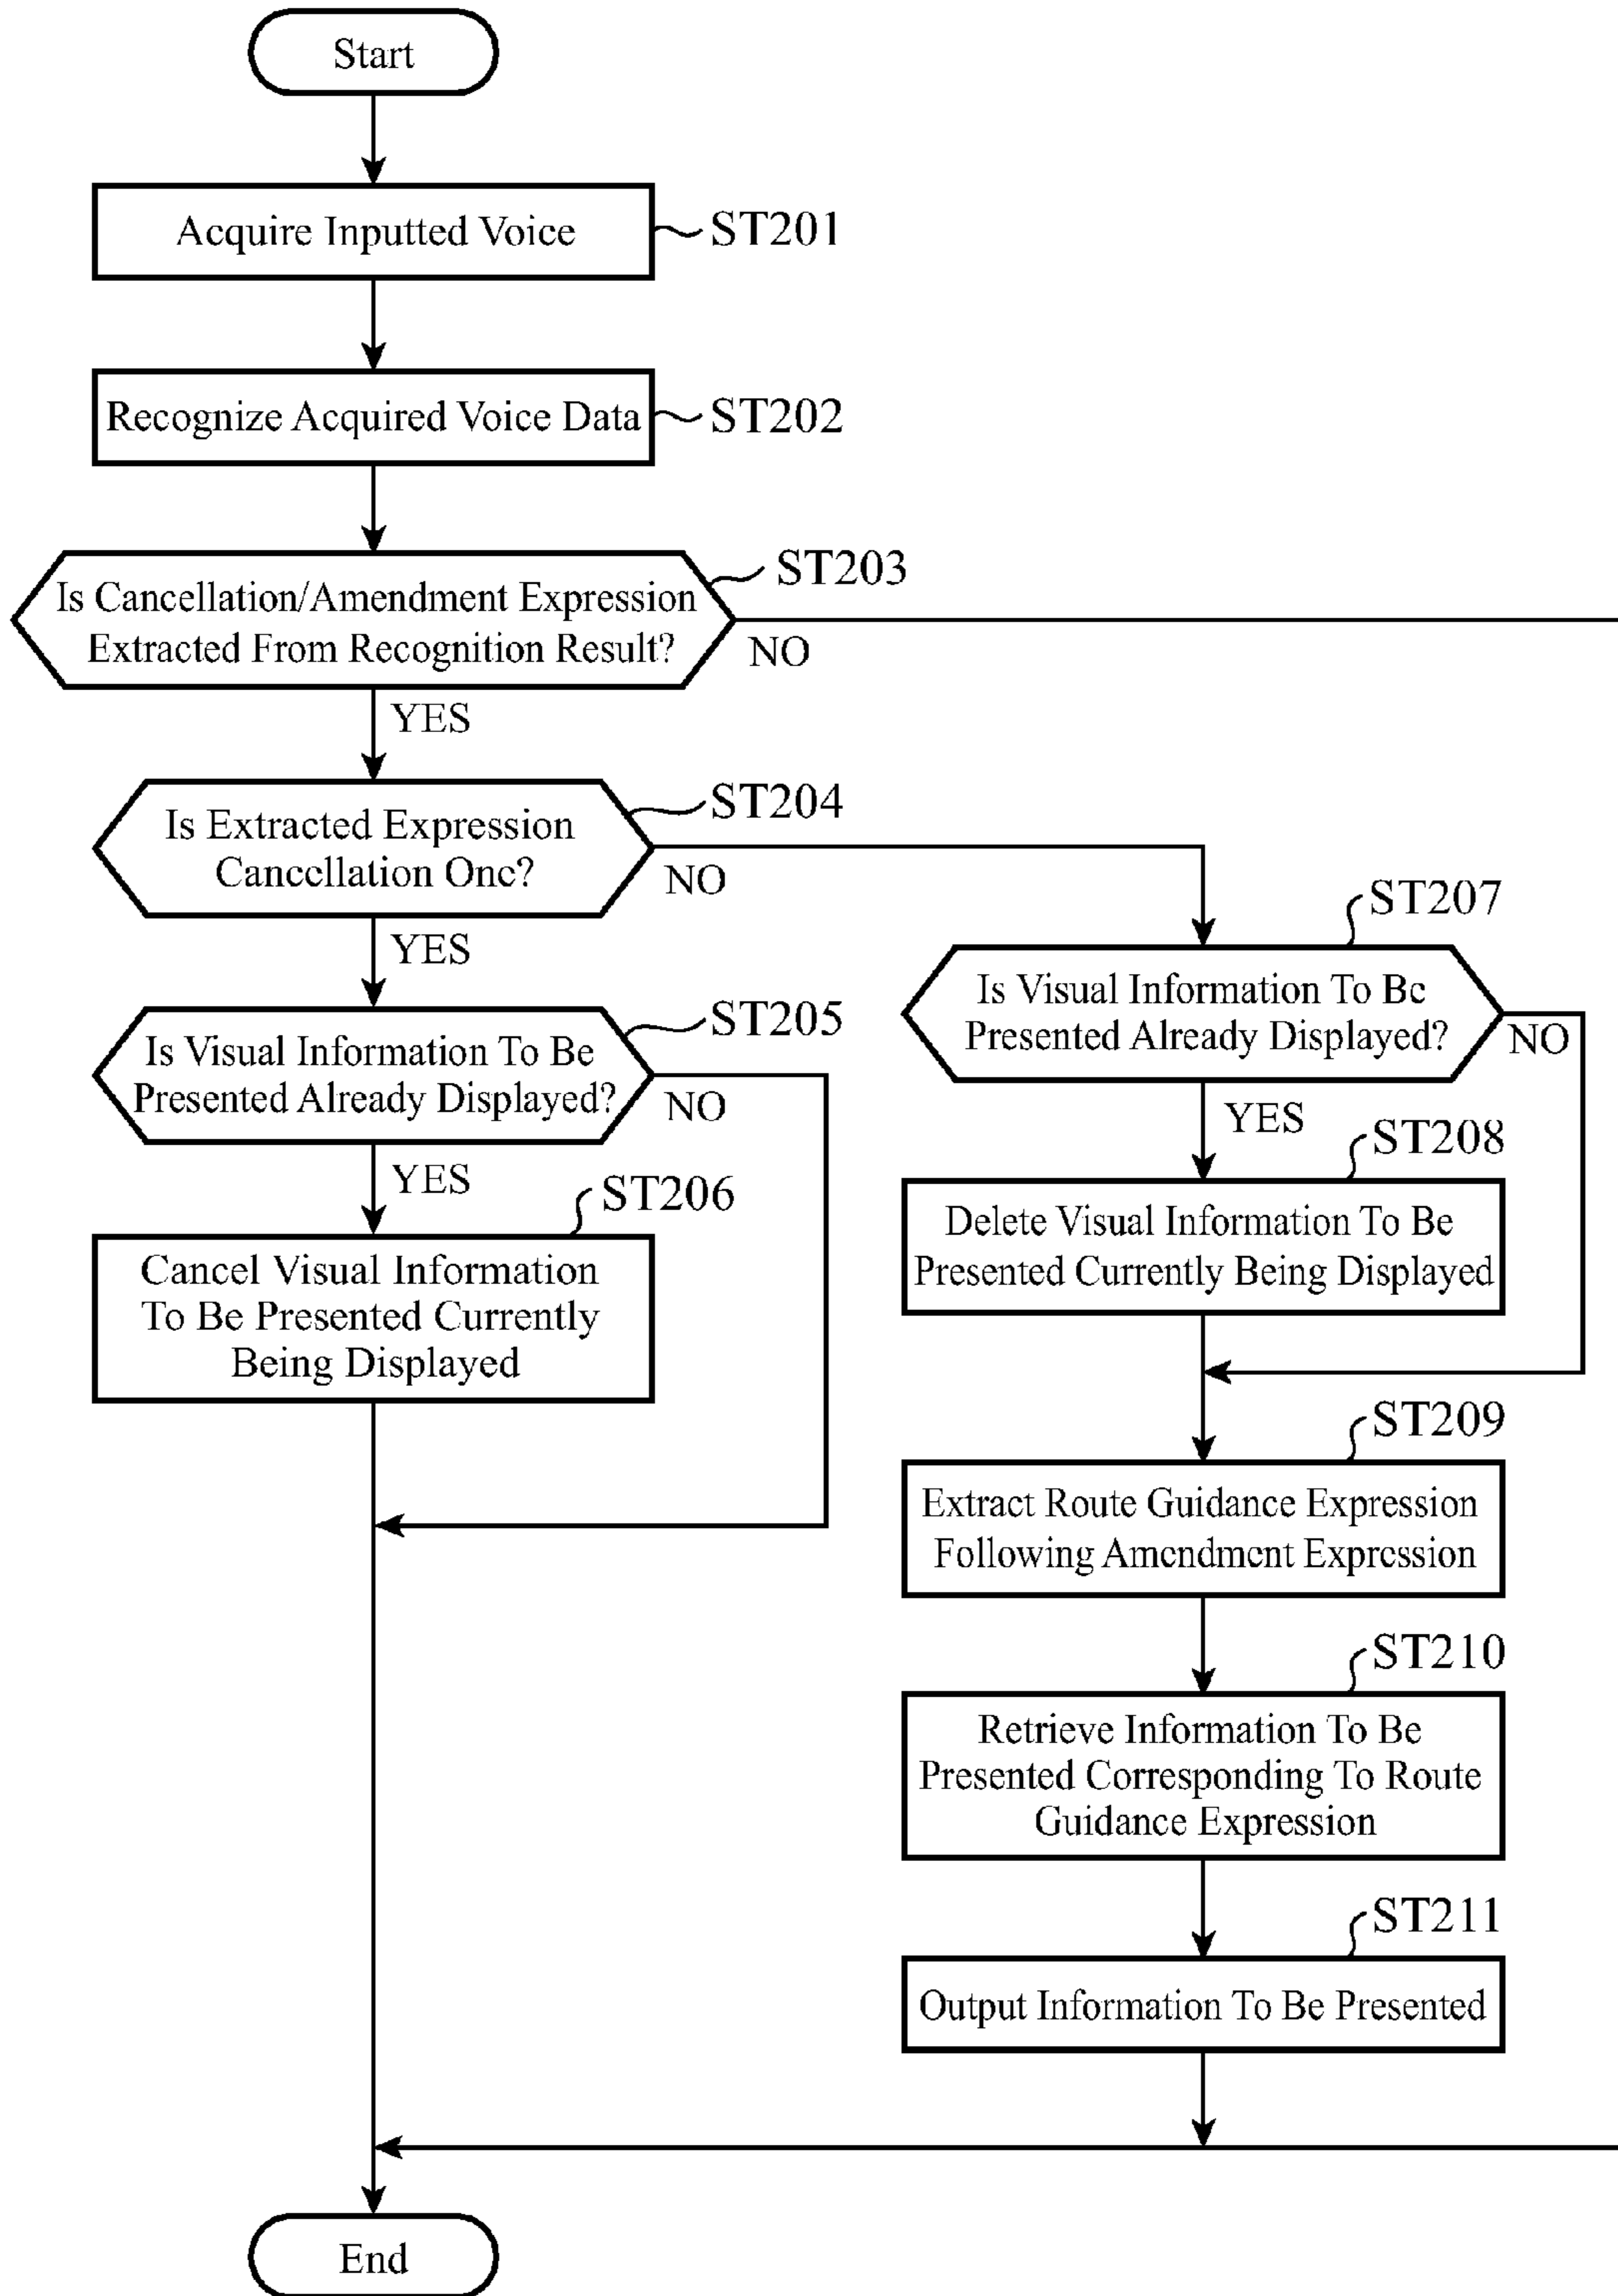 Start
Acquire Inputted Voice
ST201
Recognize Acquired Voice Data
ST202
Is Cancellation/Amendment Expression
Extracted From Recognition Result?
ST203
NO
YES
Is Extracted Expression
Cancellation One?
ST204
NO
YES
Is Visual Information To Be
Presented Already Displayed?
ST205
NO
YES
ST206
Cancel Visual Information
To Be Presented Currently
Being Displayed
ST207
Is Visual Information To Be
Presented Already Displayed?
NO
YES
ST208
Delete Visual Information To Be
Presented Currently Being Displayed
ST209
Extract Route Guidance Expression
Following Amendment Expression
ST210
Retrieve Information To Be
Presented Corresponding To Route
Guidance Expression
ST211
Output Information To Be Presented
End